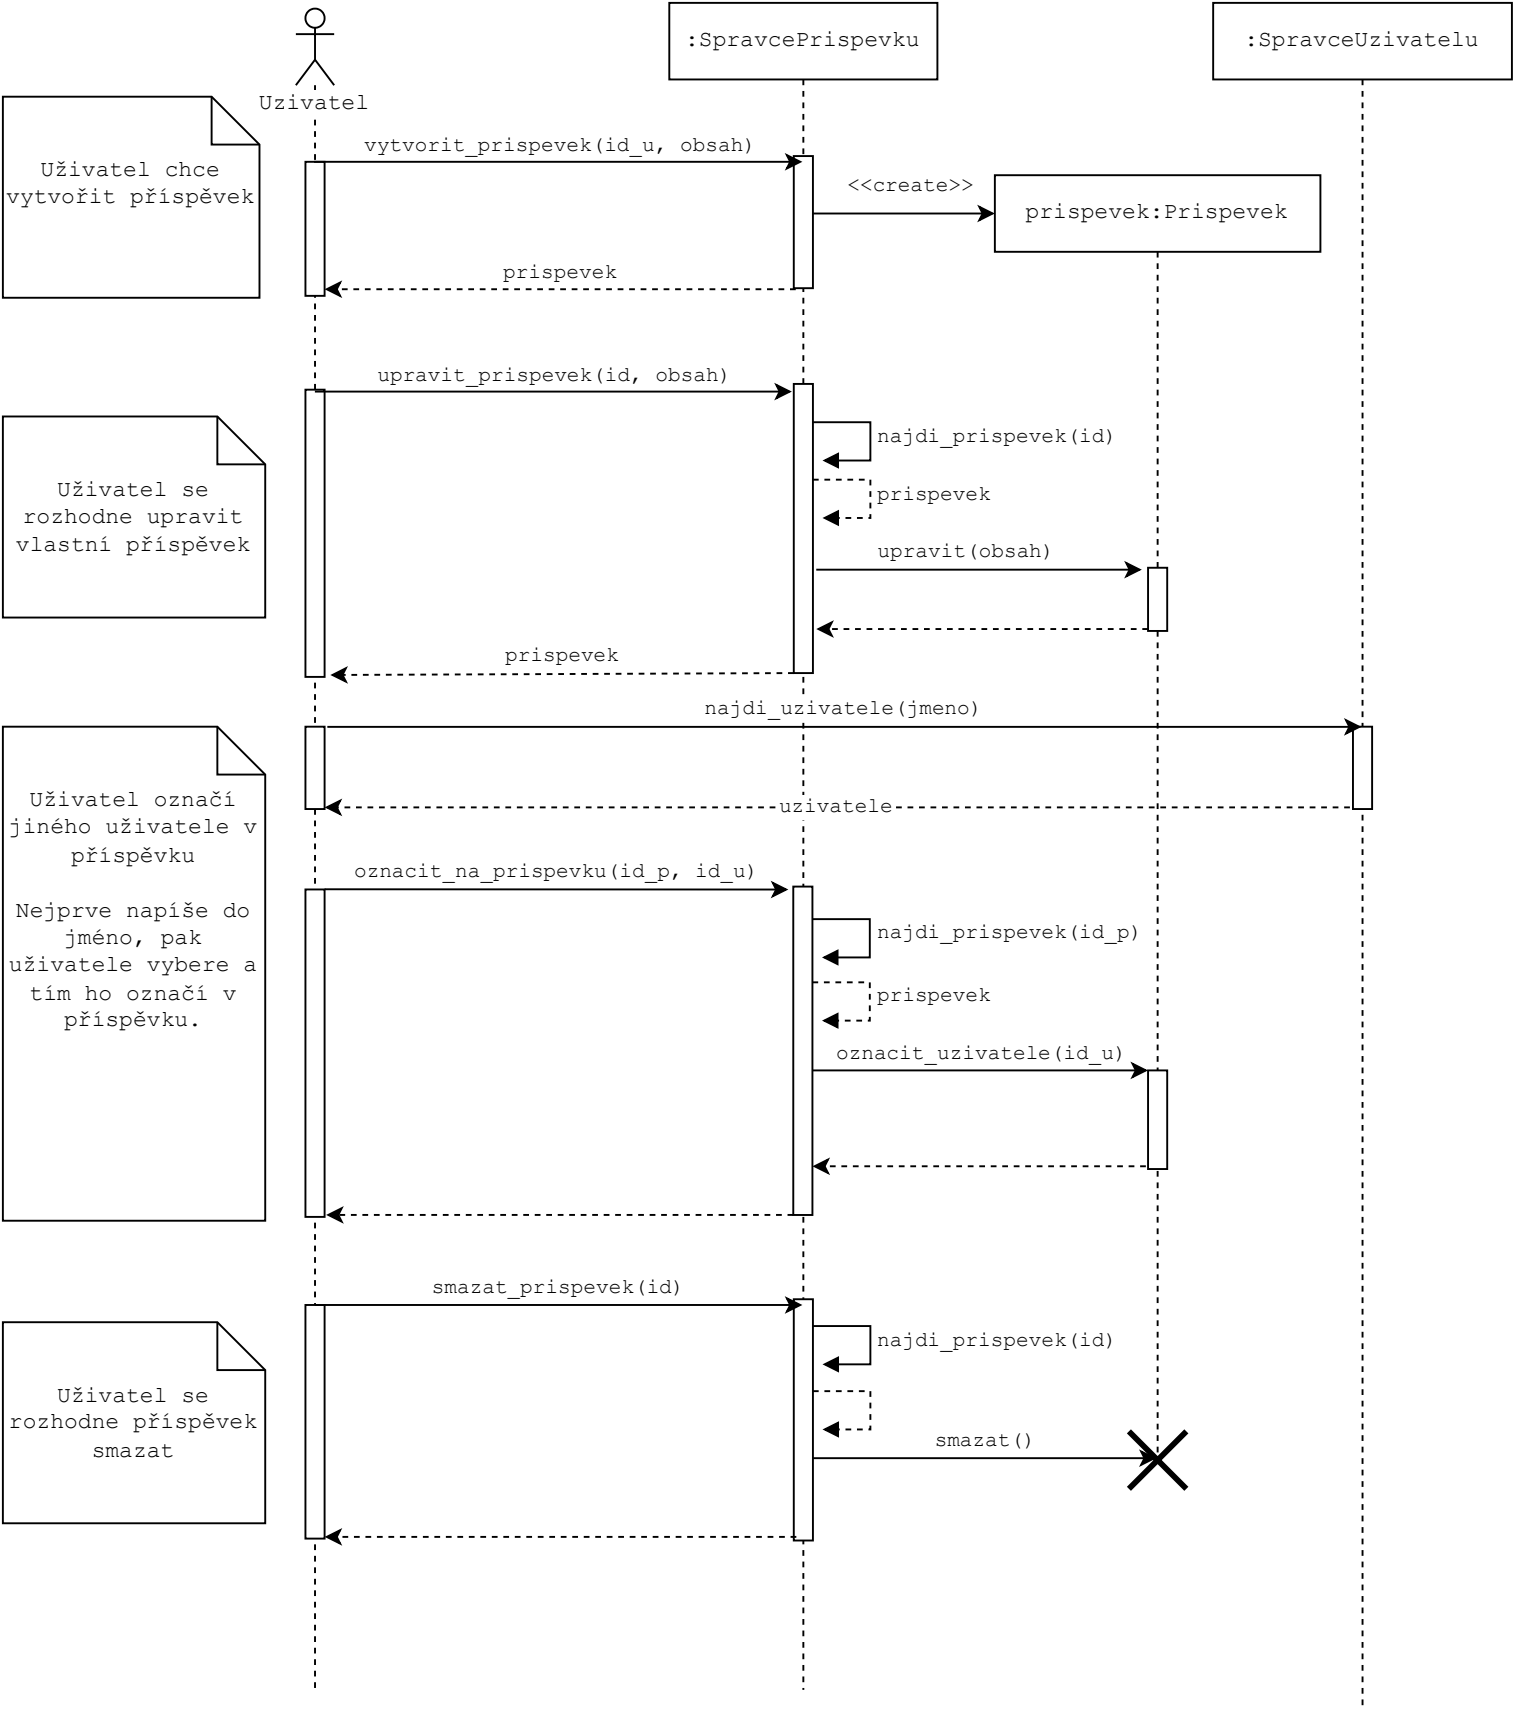 :SpravcePrispevku
:SpravceUzivatelu
Uzivatel
Uživatel chce
vytvořit příspěvek
vytvorit_prispevek(id_u, obsah)
<<create>>
prispevek:Prispevek
prispevek
upravit_prispevek(id, obsah)
najdi_prispevek(id)
Uživatel se
rozhodne upravit
vlastní příspěvek
prispevek
upravit(obsah)
prispevek
najdi_uzivatele(jmeno)
Uživatel označí
jiného uživatele v
příspěvku
uzivatele
Nejprve napíše do
jméno, pak
uživatele vybere a
tím ho označí v
příspěvku.
oznacit_na_prispevku(id_p, id_u)
najdi_prispevek(id_p)
prispevek
oznacit_uzivatele(id_u)
smazat_prispevek(id)
najdi_prispevek(id)
Uživatel se
rozhodne příspěvek
smazat
smazat()